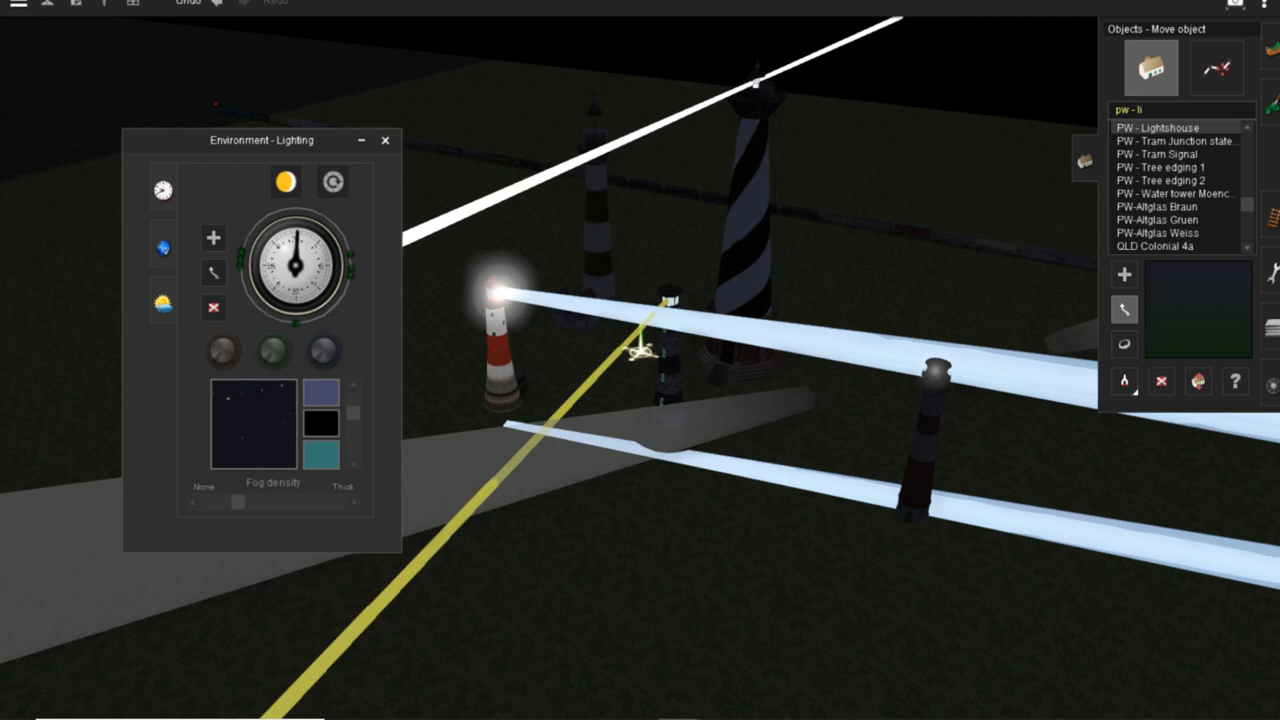 Undo
Redo
Environment - Lighting
Fog density
None
Thick
Objects - Move object
pw - li
PW - Lightshouse
PW - Tram Junction state...
PW - Tram Signal
PW - Tree edging 1
PW - Tree edging 2
PW - Water tower Moenc...
PW-Altglas Braun
PW-Altglas Gruen
PW-Altglas Weiss
QLD Colonial 4a
?